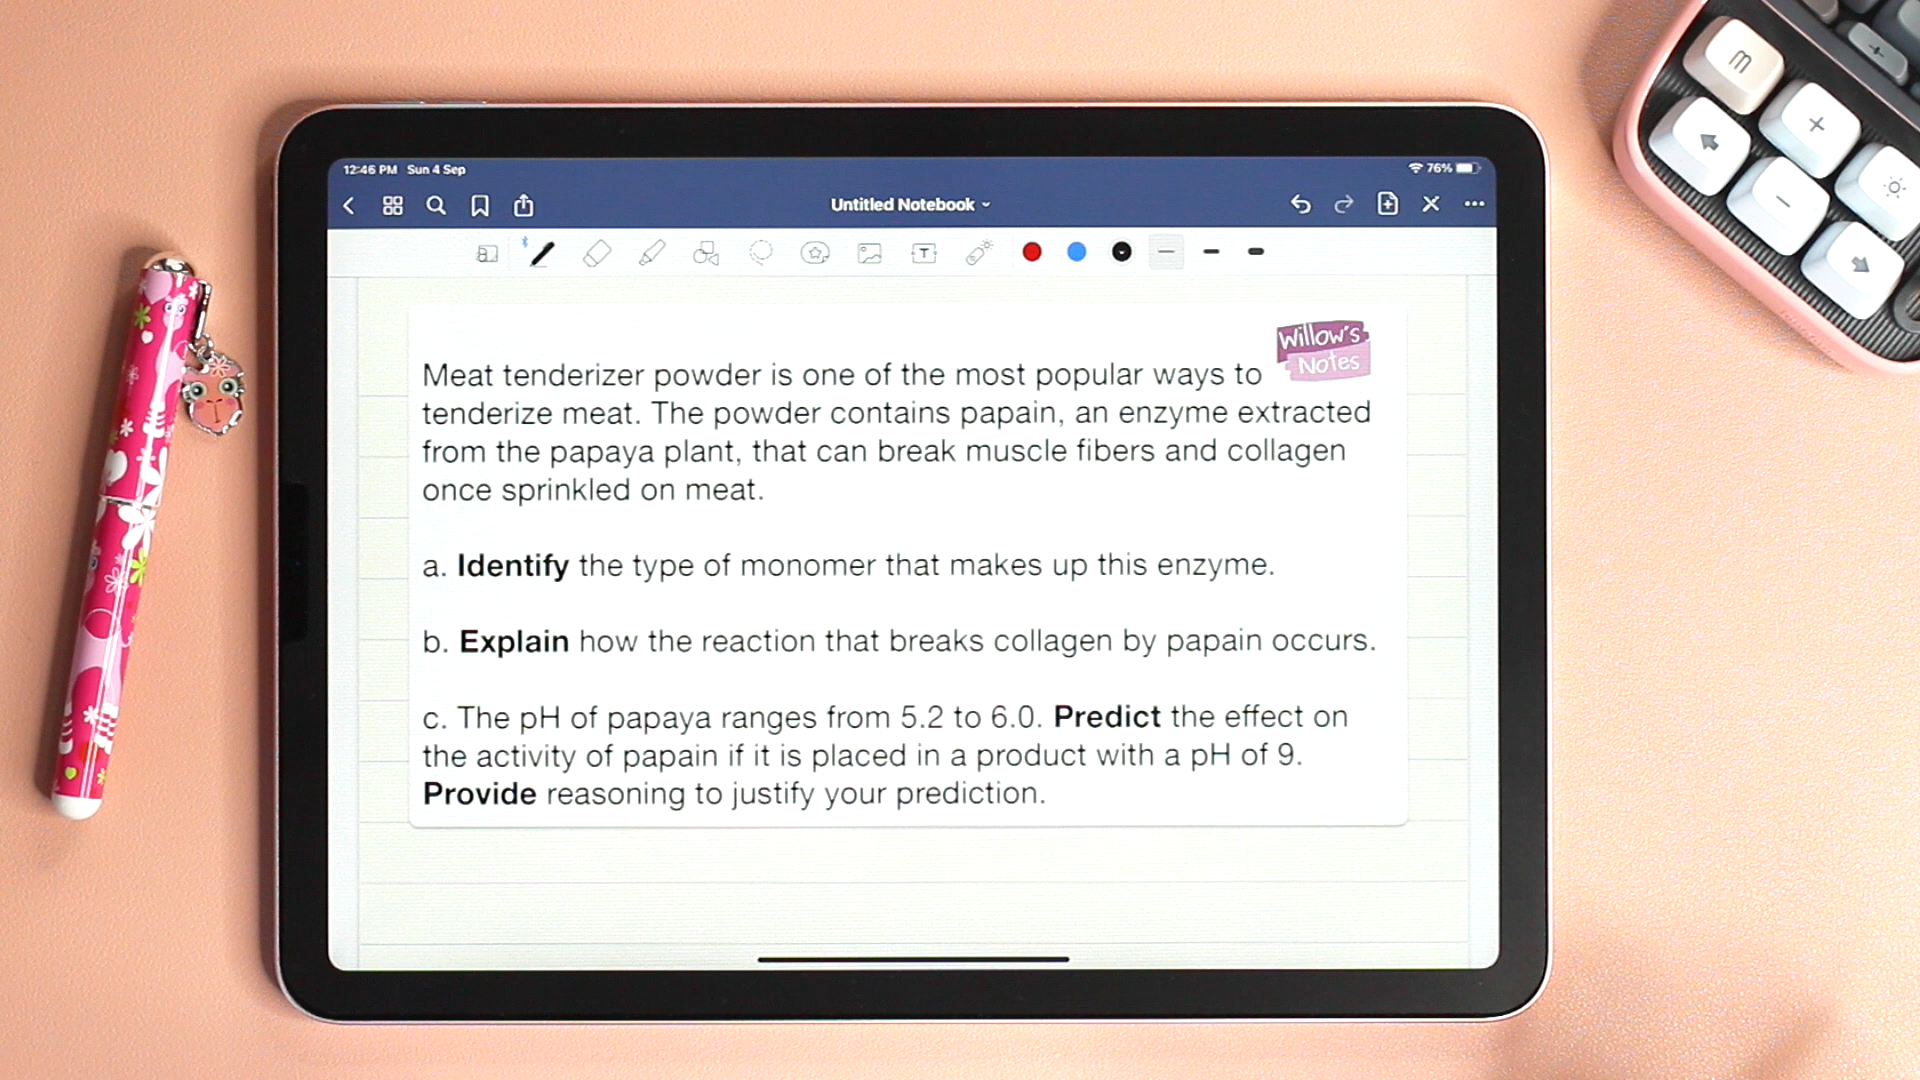 12:46 PM Sun 4 Sep
76%
Untitled Notebook
T
Willow's
Notes
Meat tenderizer powder is one of the most popular ways to
tenderize meat. The powder contains papain, an enzyme extracted
from the papaya plant, that can break muscle fibers and collagen
once sprinkled on meat.
a. Identify the type of monomer that makes up this enzyme.
b. Explain how the reaction that breaks collagen by papain occurs.
c. The pH of papaya ranges from 5.2 to 6.0. Predict the effect on
the activity of papain if it is placed in a product with a pH of 9.
Provide reasoning to justify your prediction.
m
+
+
−